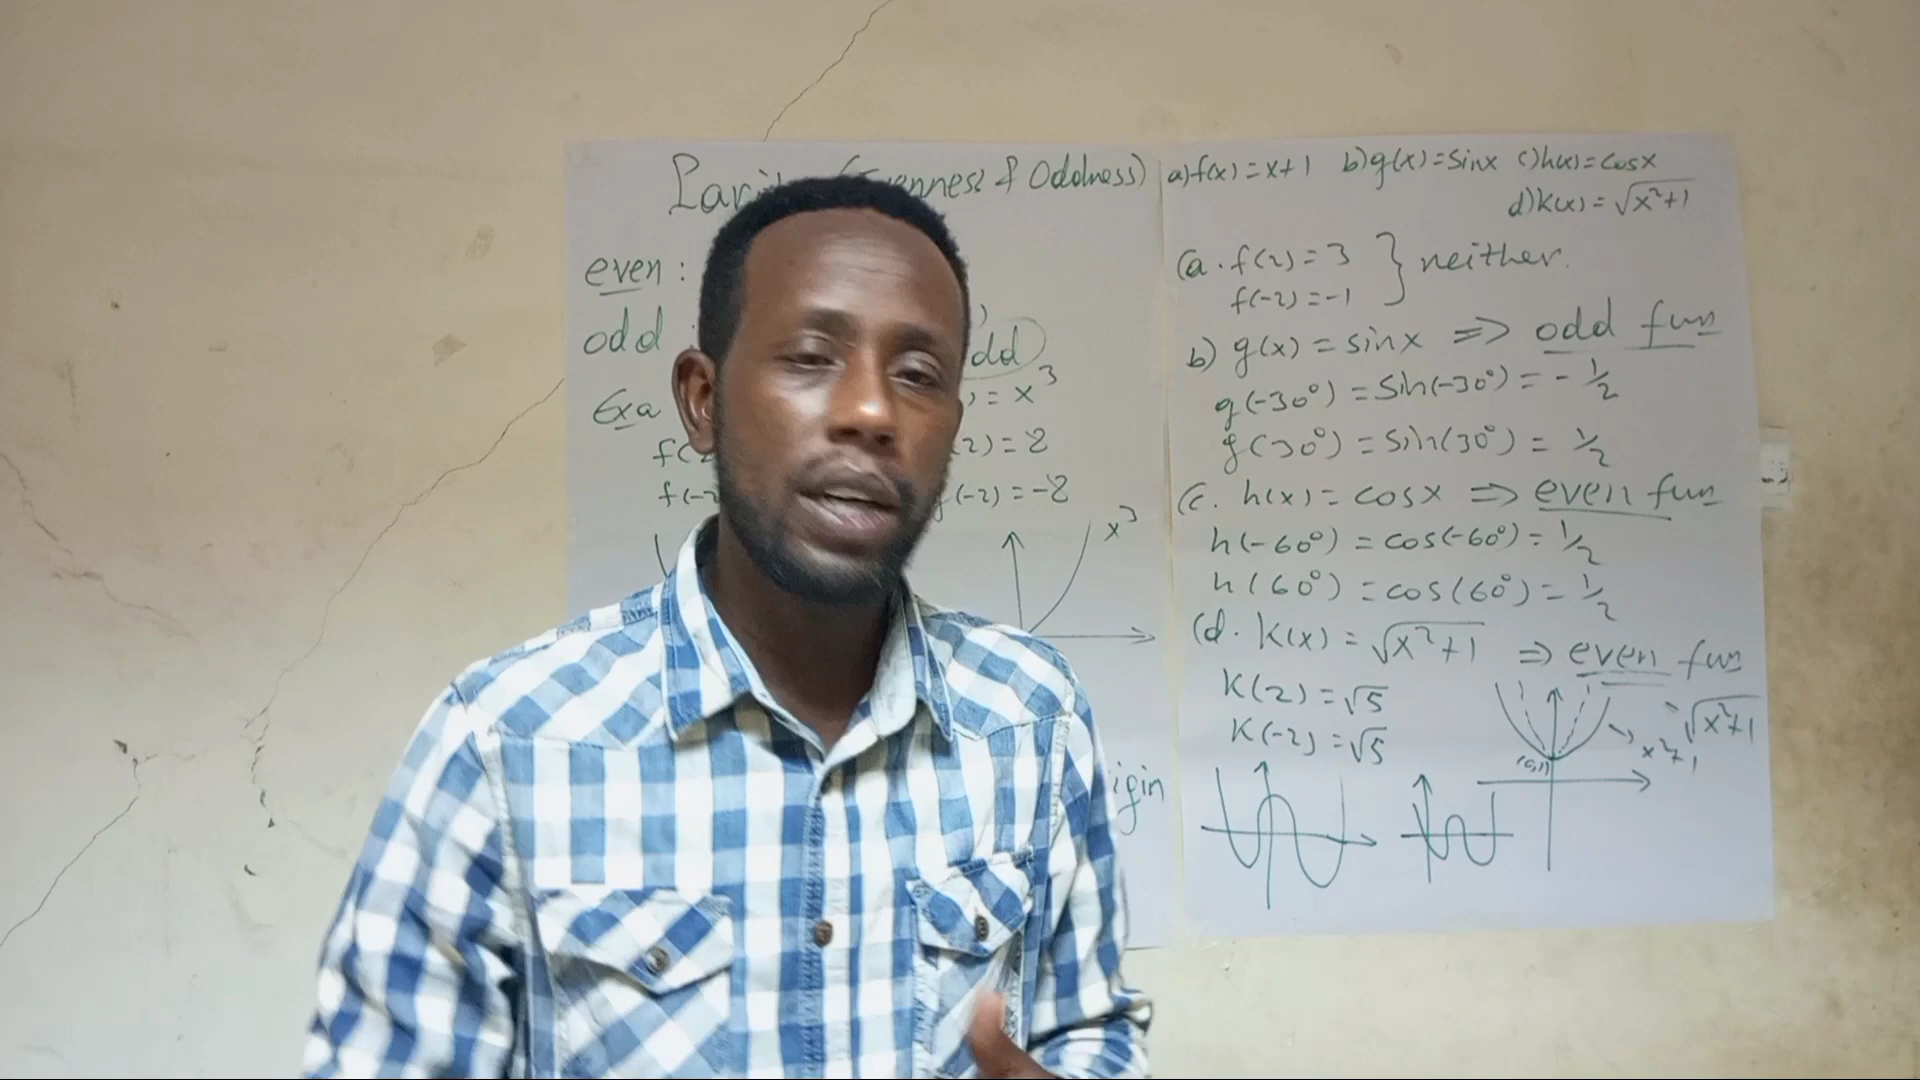 & Oddness)
even :
odd
dd
Exa
) = x³
f(
(2) = 8
f(-2
g(-2) = -8
x³
igin
a) f(x) = x+1 b) g(x) = sinx c) h(x) = cosx
d) k(x) = √x²+1
(a. f(2) = 3 } neither.
f(-2) = -1
b) g(x) = sinx ⇒ odd fun
g(-30°) = sin(-30°) = -1/2
g(30°) = sin(30°) = 1/2
(c. h(x) = cosx ⇒ even fun
h(-60°) = cos(-60°) = 1/2
h(60°) = cos(60°) = 1/2
(d. k(x) = √x²+1 ⇒ even fun
k(2) = √5
k(-2) = √5
√x²+1
x²+1
(0,1)